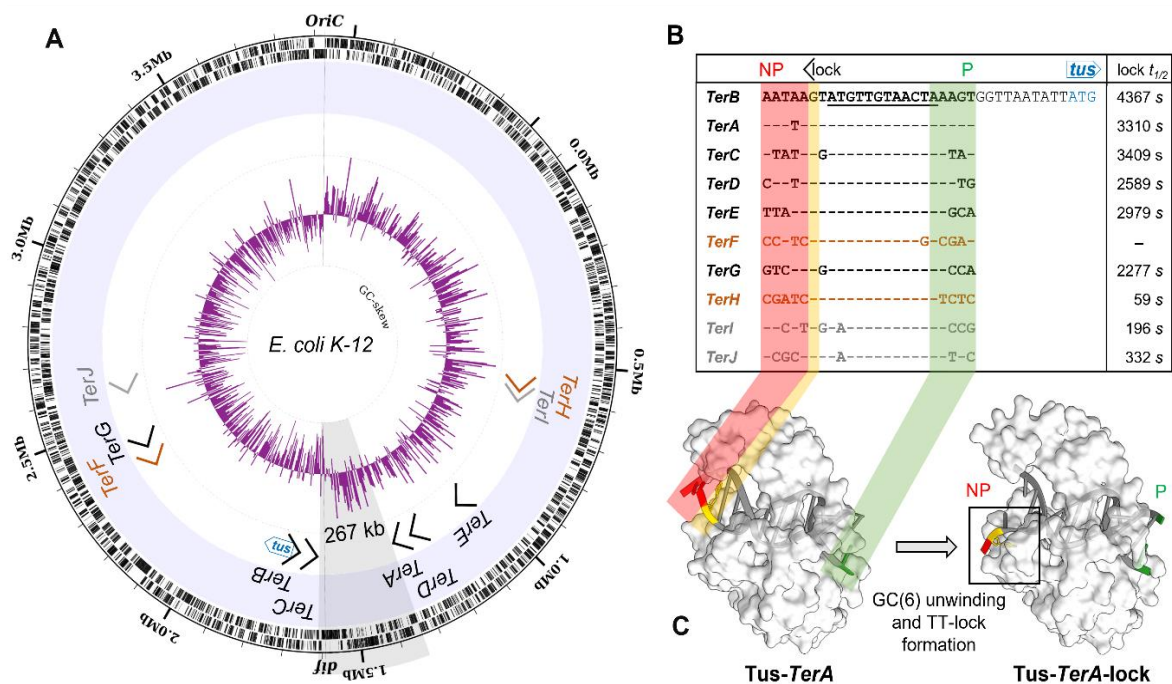 A
OriC
3.5Mb
0.0Mb
3.0Mb
GC-skew
E. coli K-12
0.5Mb
TerJ
TerH
TerI
TerG
TerF
2.5Mb
267 kb
tus
TerB
TerC
TerA
TerD
TerE
1.0Mb
2.0Mb
dif
1.5Mb
B
NP lock P tus lock t1/2
TerB AATAAGTATGTTGTAACTAAAGTGGTTAATATTATG 4367 s
TerA ---T---------------- 3310 s
TerC -TAT--G-----------TA- 3409 s
TerD C--T--------------TG 2589 s
TerE TTA--------------GCA 2979 s
TerF CC-TC----------G-CGA- –
TerG GTC---G-----------CCA 2277 s
TerH CGATC------------TCTC 59 s
TerI --C-T-G-A----------CCG 196 s
TerJ -CGC---A----------T-C 332 s
NP
P
GC(6) unwinding
and TT-lock
formation
C
Tus-TerA
Tus-TerA-lock